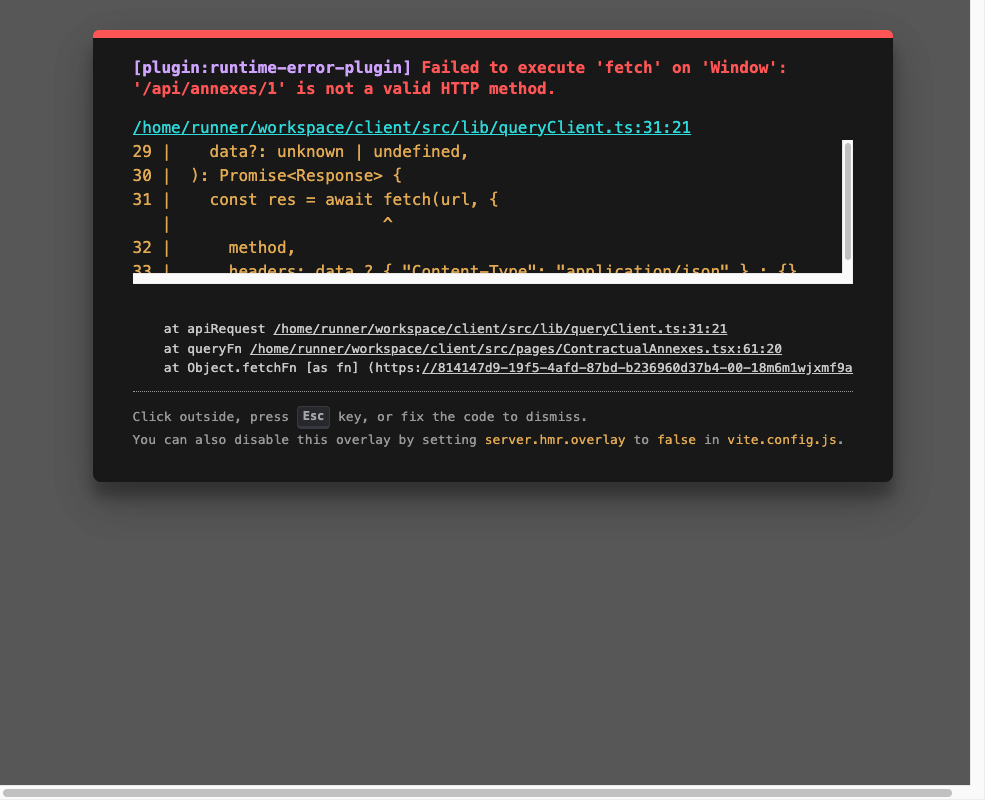 [plugin:runtime-error-plugin] Failed to execute 'fetch' on 'Window':
'/api/annexes/1' is not a valid HTTP method.
/home/runner/workspace/client/src/lib/queryClient.ts:31:21
29 |    data?: unknown | undefined,
30 |  ): Promise<Response> {
31 |    const res = await fetch(url, {
   |                      ^
32 |      method,
33 |      headers: data ? { "Content-Type": "application/json" } : {}
at apiRequest /home/runner/workspace/client/src/lib/queryClient.ts:31:21
at queryFn /home/runner/workspace/client/src/pages/ContractualAnnexes.tsx:61:20
at Object.fetchFn [as fn] (https://814147d9-19f5-4afd-87bd-b236960d37b4-00-18m6m1wjxmf9a
Click outside, press Esc key, or fix the code to dismiss.
You can also disable this overlay by setting server.hmr.overlay to false in vite.config.js.